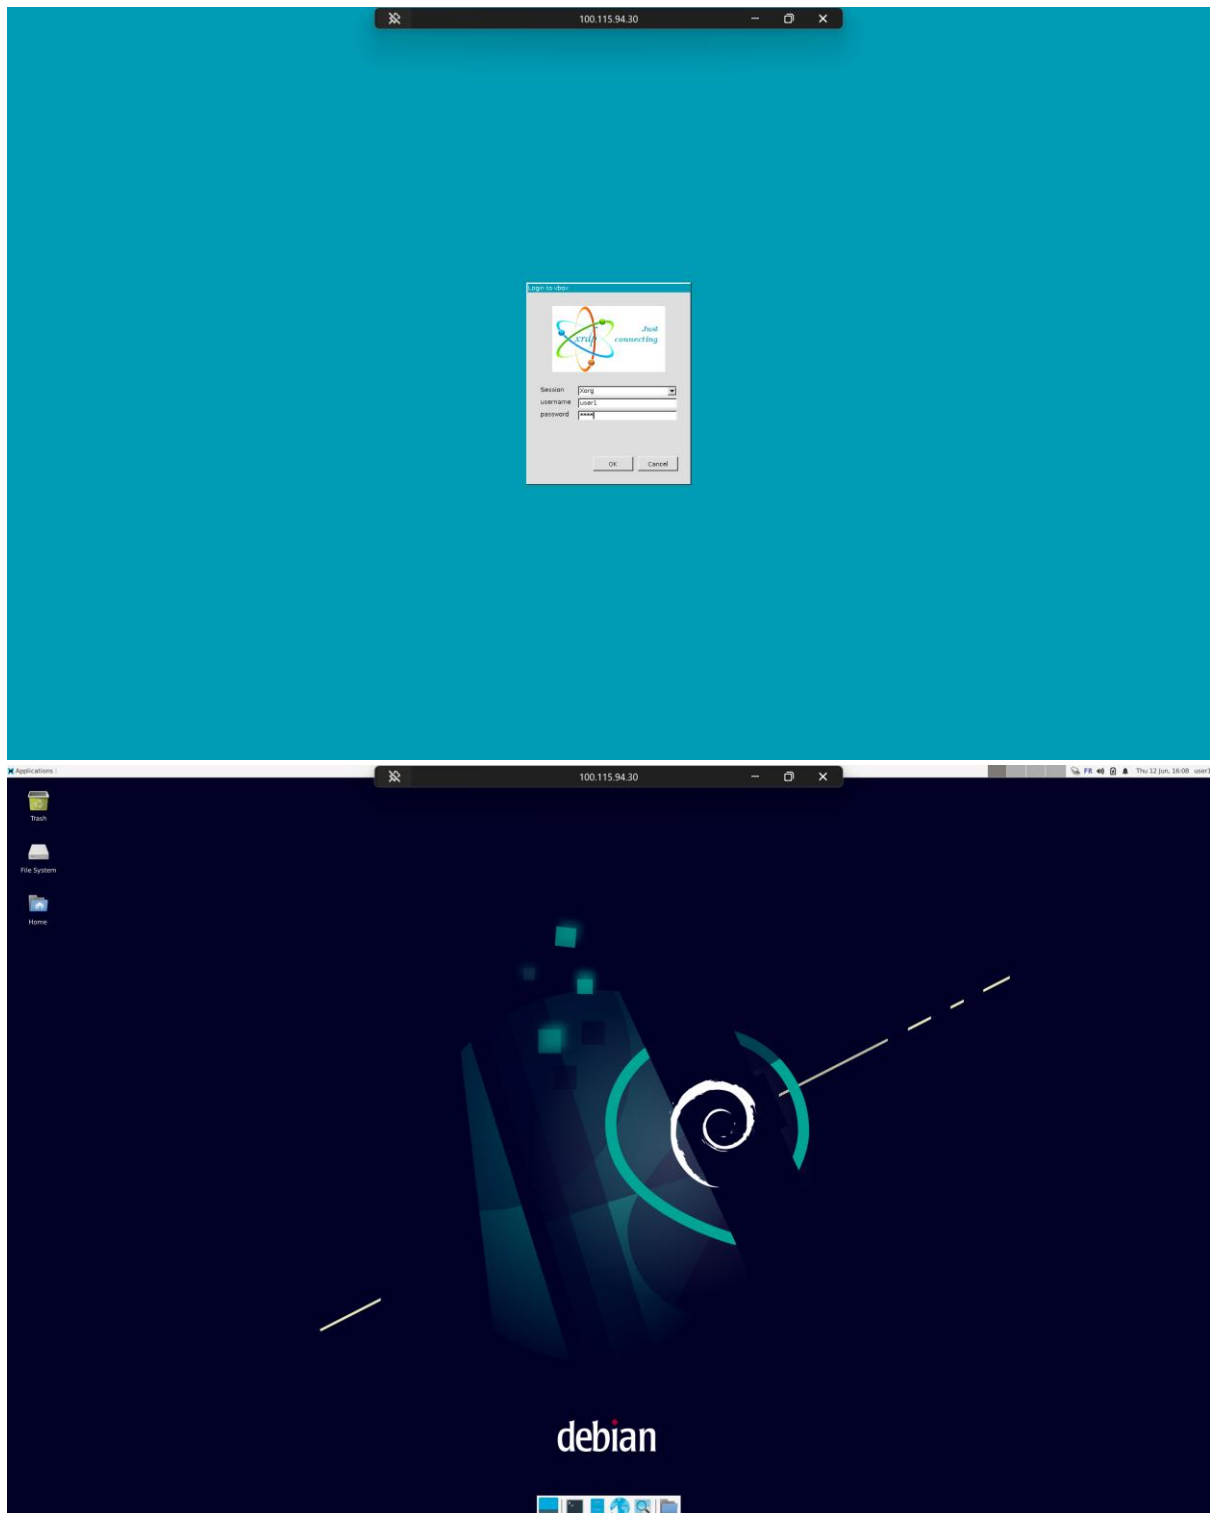 100.115.94.30
Login to vbox
xrdp
Just
connecting
Session Xorg
username user1
password ****
OK Cancel
Applications
100.115.94.30
FR
Thu 12 Jun, 16:08 user1
Trash
File System
Home
debian